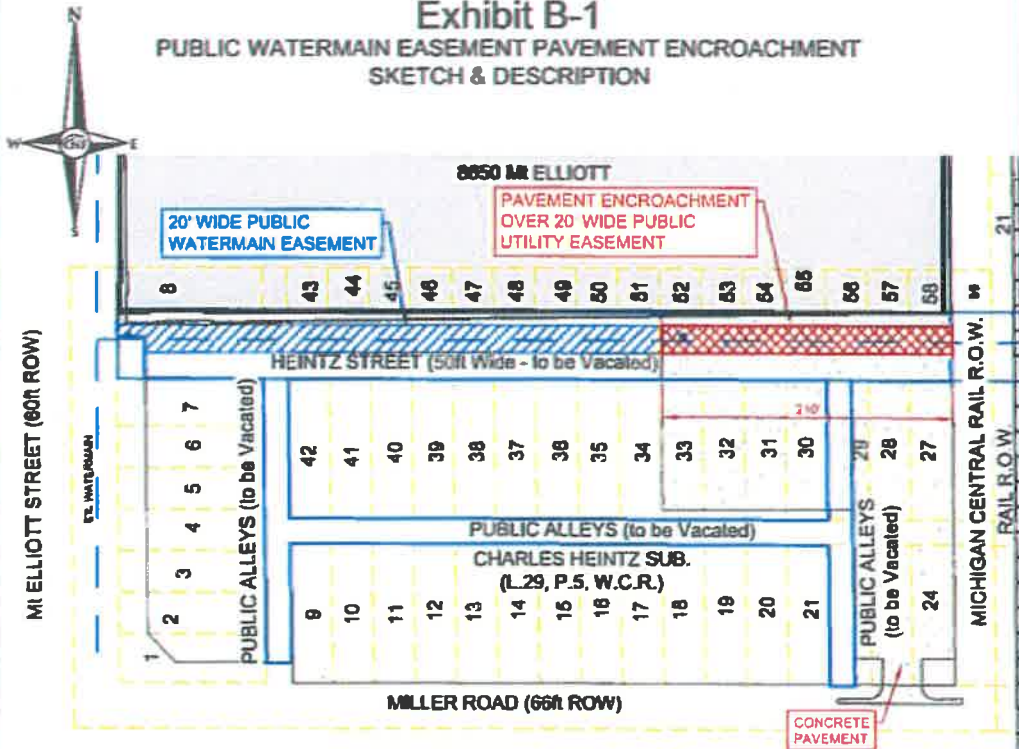 Exhibit B-1
PUBLIC WATERMAIN EASEMENT PAVEMENT ENCROACHMENT
SKETCH & DESCRIPTION
N
W
E
S
8850 Mt ELLIOTT
20' WIDE PUBLIC
WATERMAIN EASEMENT
PAVEMENT ENCROACHMENT
OVER 20 WIDE PUBLIC
UTILITY EASEMENT
8
43
44
45
46
47
48
49
50
51
52
53
54
55
56
57
58
21
HEINTZ STREET (50ft Wide - to be Vacated)
210'
MT ELLIOTT STREET (60ft ROW)
WATERMAIN
7
6
5
4
3
2
1
PUBLIC ALLEYS (to be Vacated)
42
41
40
39
38
37
38
35
34
33
32
31
30
29
28
27
PUBLIC ALLEYS (to be Vacated)
CHARLES HEINTZ SUB.
(L.29, P.5, W.C.R.)
9
10
11
12
13
14
15
16
17
18
19
20
21
PUBLIC ALLEYS
(to be Vacated)
24
MICHIGAN CENTRAL RAIL R.O.W.
RAIL R.O.W
MILLER ROAD (66ft ROW)
CONCRETE
PAVEMENT